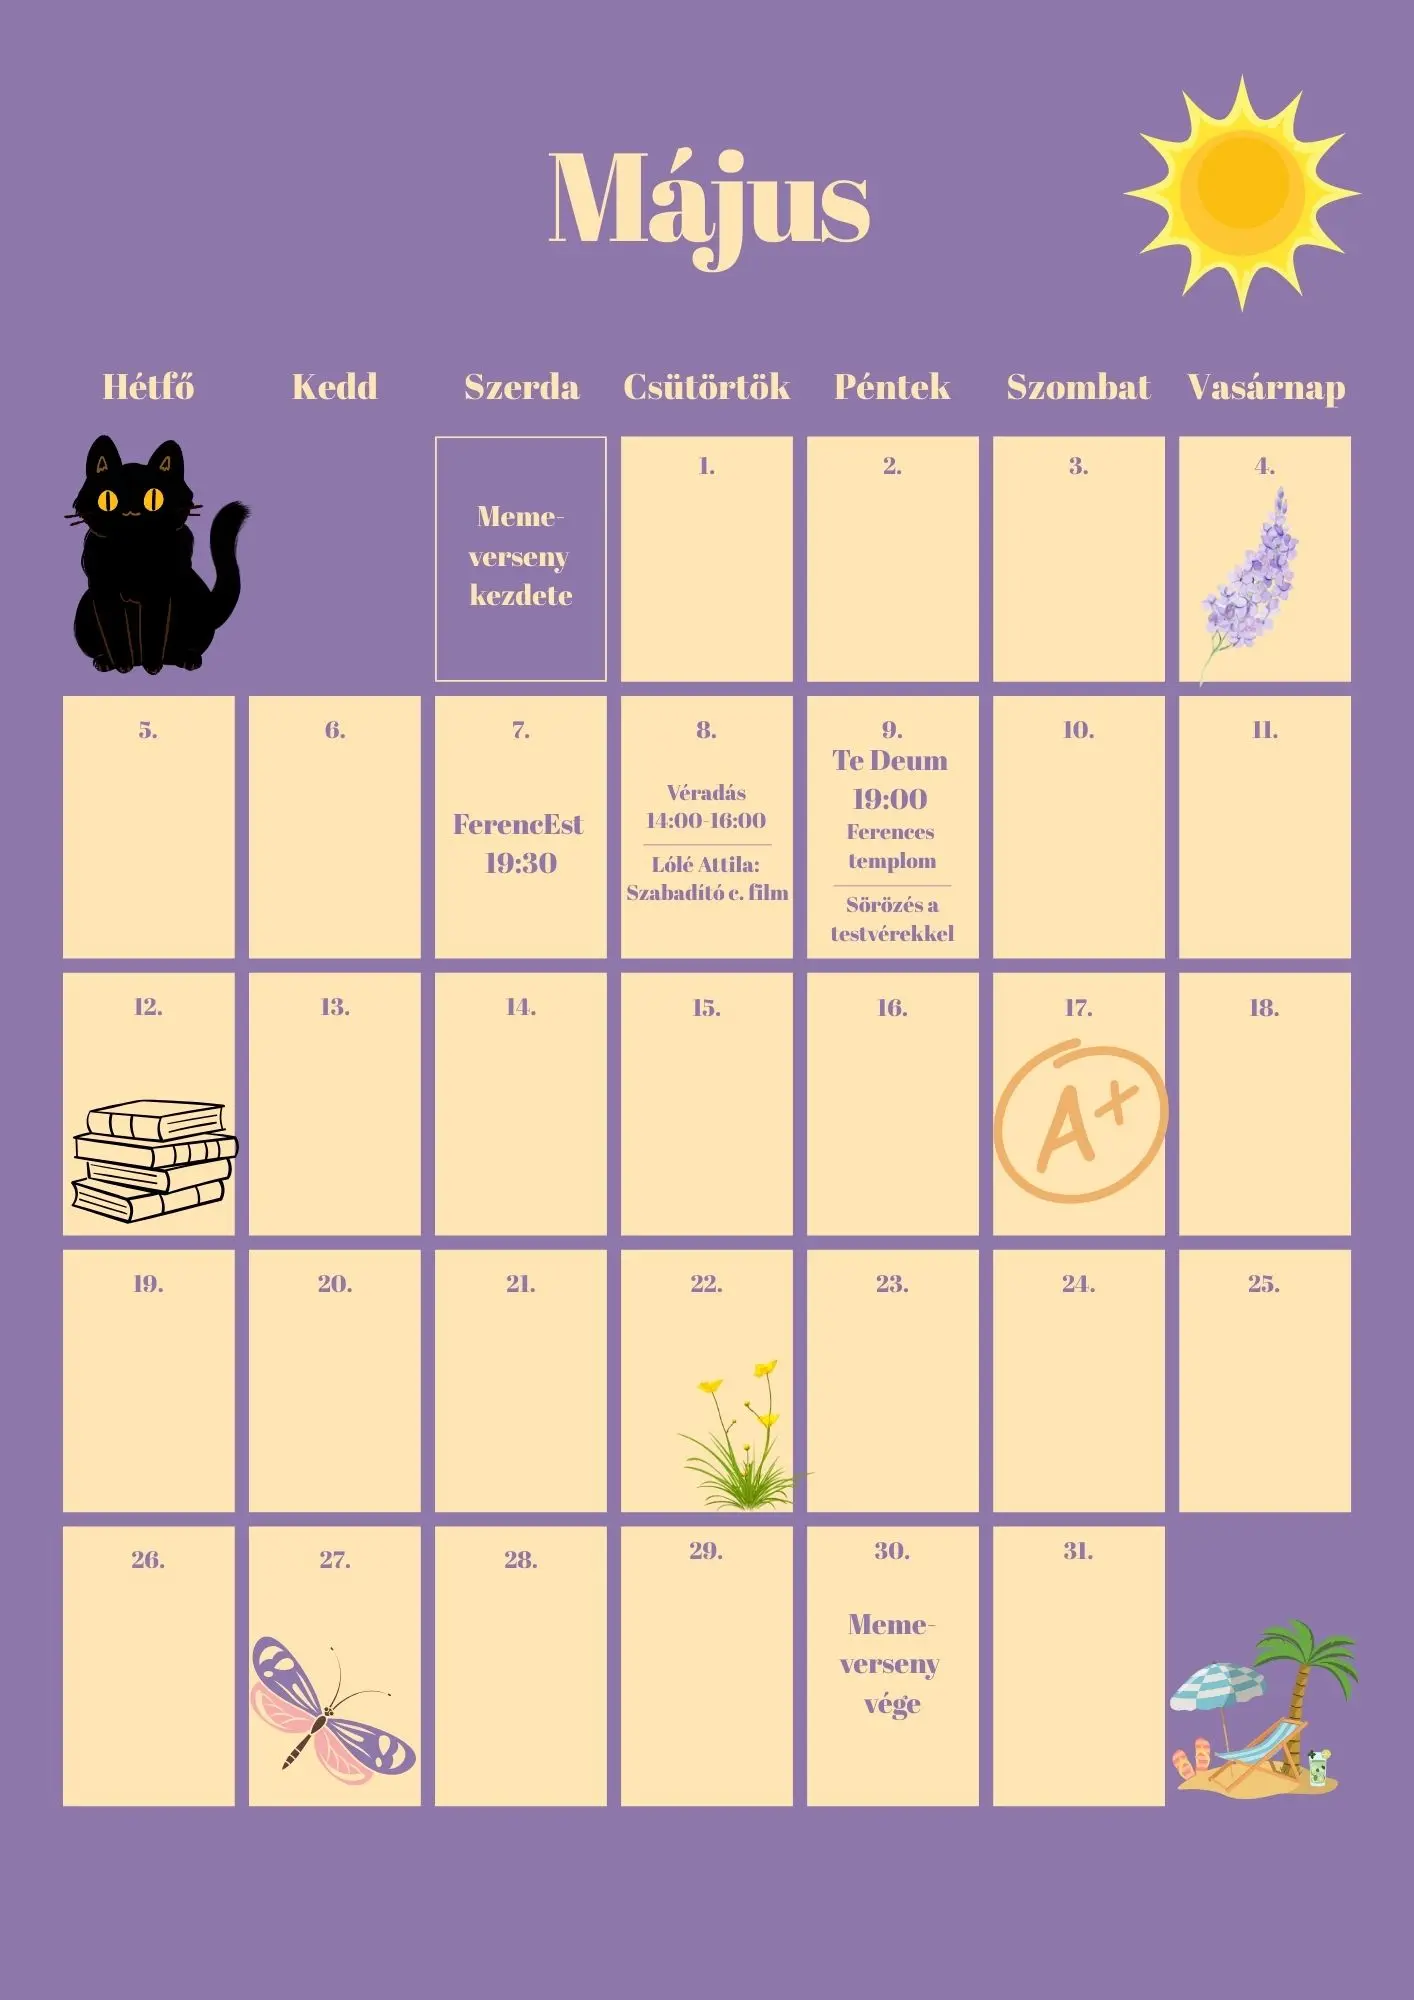 Május
Hétfő Kedd Szerda Csütörtök Péntek Szombat Vasárnap
Meme-
verseny
kezdete
1.
2.
3.
4.
5.
6.
7.
FerencEst
19:30
8.
Véradás
14:00-16:00
Lólé Attila:
Szabadító c. film
9.
Te Deum
19:00
Ferences
templom
Sörözés a
testvérekkel
10.
11.
12.
13.
14.
15.
16.
17.
A+
18.
19.
20.
21.
22.
23.
24.
25.
26.
27.
28.
29.
30.
Meme-
verseny
vége
31.